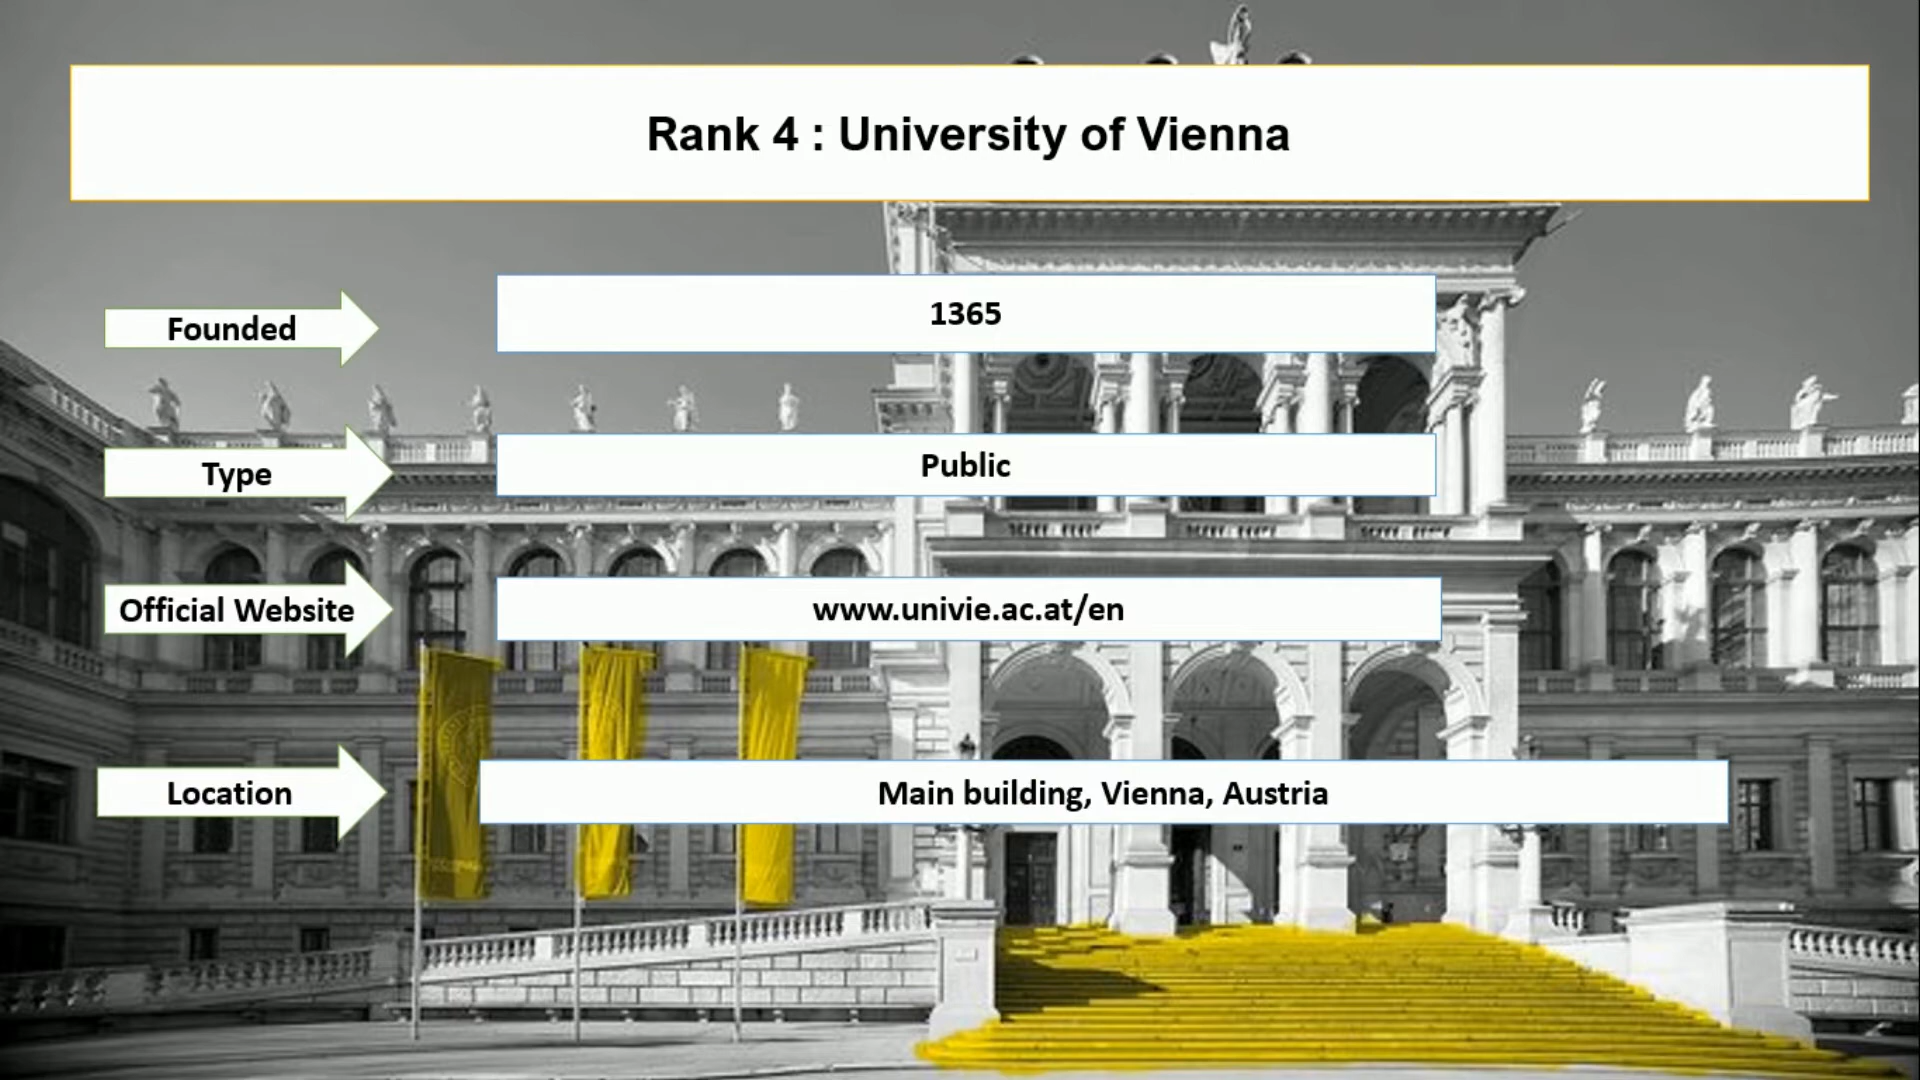 Rank 4 : University of Vienna
Founded
1365
Type
Public
Official Website
www.univie.ac.at/en
Location
Main building, Vienna, Austria